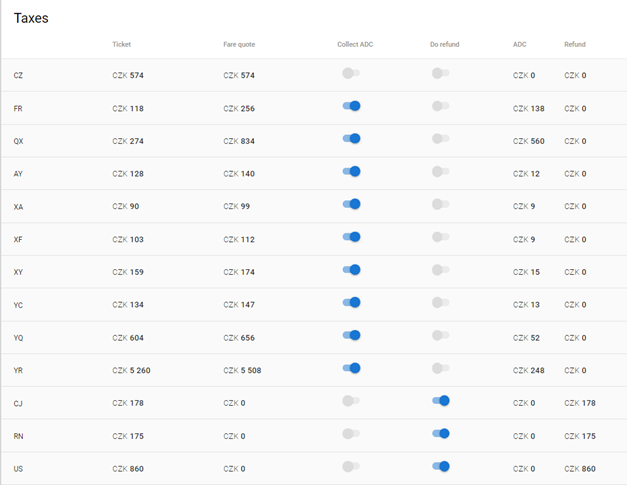 Taxes
Ticket Fare quote Collect ADC Do refund ADC Refund
CZ CZK 574 CZK 574 CZK 0 CZK 0
FR CZK 118 CZK 256 CZK 138 CZK 0
QX CZK 274 CZK 834 CZK 560 CZK 0
AY CZK 128 CZK 140 CZK 12 CZK 0
XA CZK 90 CZK 99 CZK 9 CZK 0
XF CZK 103 CZK 112 CZK 9 CZK 0
XY CZK 159 CZK 174 CZK 15 CZK 0
YC CZK 134 CZK 147 CZK 13 CZK 0
YQ CZK 604 CZK 656 CZK 52 CZK 0
YR CZK 5 260 CZK 5 508 CZK 248 CZK 0
CJ CZK 178 CZK 0 CZK 0 CZK 178
RN CZK 175 CZK 0 CZK 0 CZK 175
US CZK 860 CZK 0 CZK 0 CZK 860